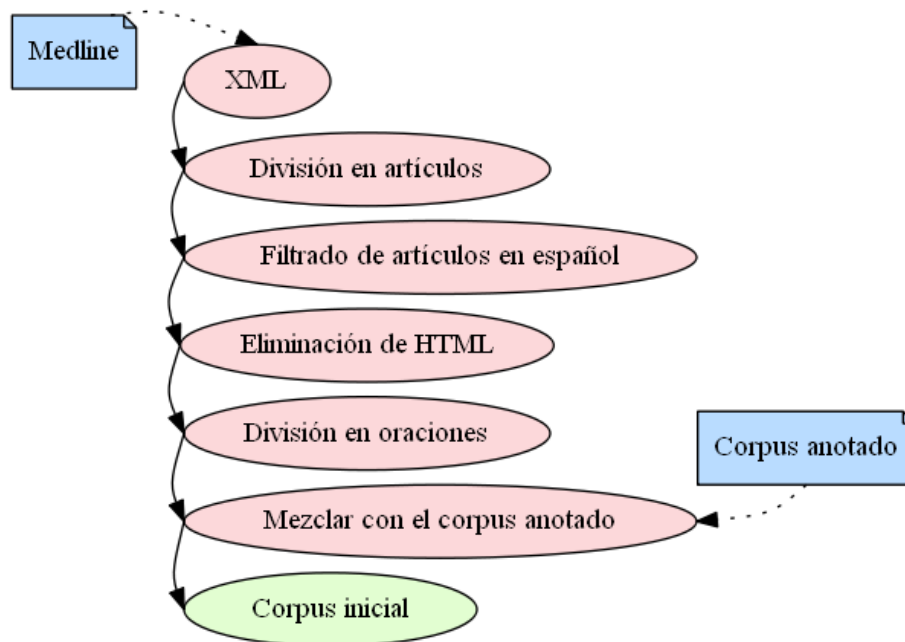 Medline
XML
División en artículos
Filtrado de artículos en español
Eliminación de HTML
División en oraciones
Corpus anotado
Mezclar con el corpus anotado
Corpus inicial